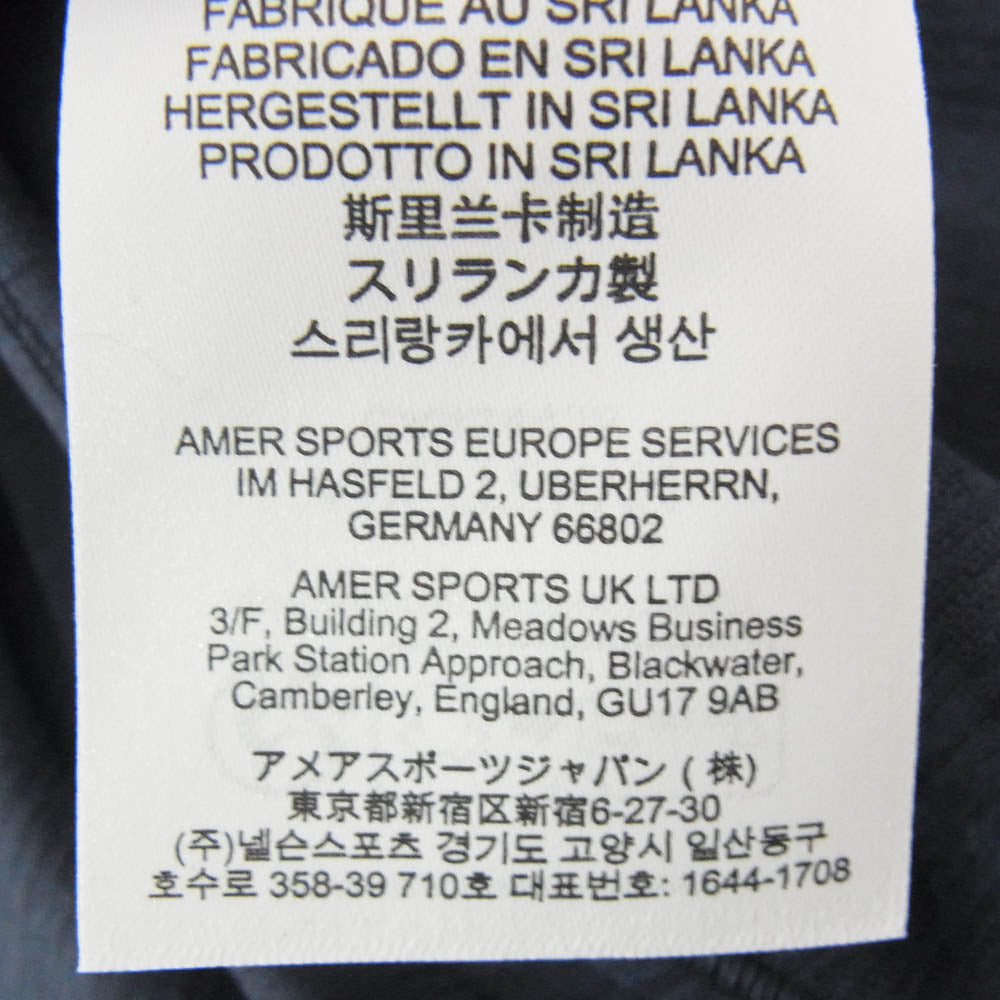 FABRIQUÉ AU SRI LANKA
FABRICADO EN SRI LANKA
HERGESTELLT IN SRI LANKA
PRODOTTO IN SRI LANKA
斯里兰卡制造
スリランカ製
스리랑카에서 생산
AMER SPORTS EUROPE SERVICES
IM HASFELD 2, UBERHERRN,
GERMANY 66802
AMER SPORTS UK LTD
3/F, Building 2, Meadows Business
Park Station Approach, Blackwater,
Camberley, England, GU17 9AB
アメアスポーツジャパン ( 株)
東京都新宿区新宿6-27-30
(주)넬슨스포츠 경기도 고양시 일산동구
호수로 358-39 710호 대표번호: 1644-1708